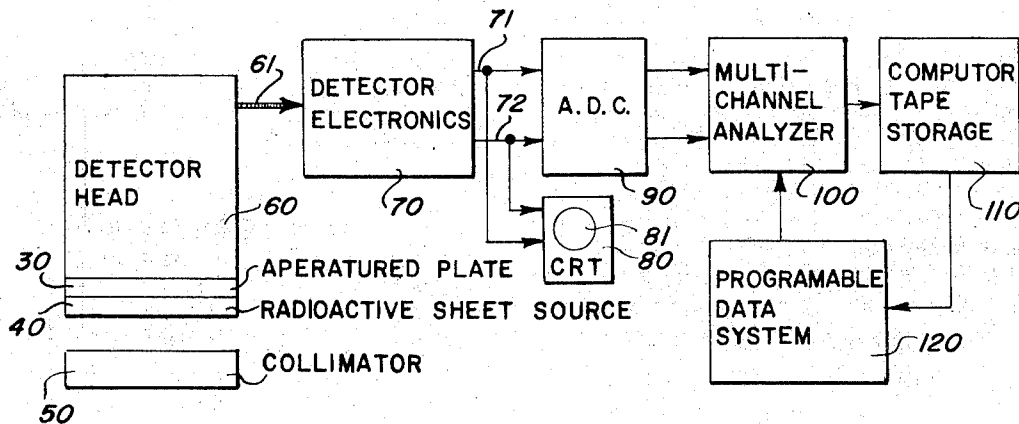 DETECTOR
HEAD
60
30
40
APERATURED PLATE
RADIOACTIVE SHEET SOURCE
COLLIMATOR
50
61
DETECTOR
ELECTRONICS
70
71
72
A.D.C.
90
81
80
CRT
MULTI-
CHANNEL
ANALYZER
100
COMPUTOR
TAPE
STORAGE
110
PROGRAMABLE
DATA
SYSTEM
120